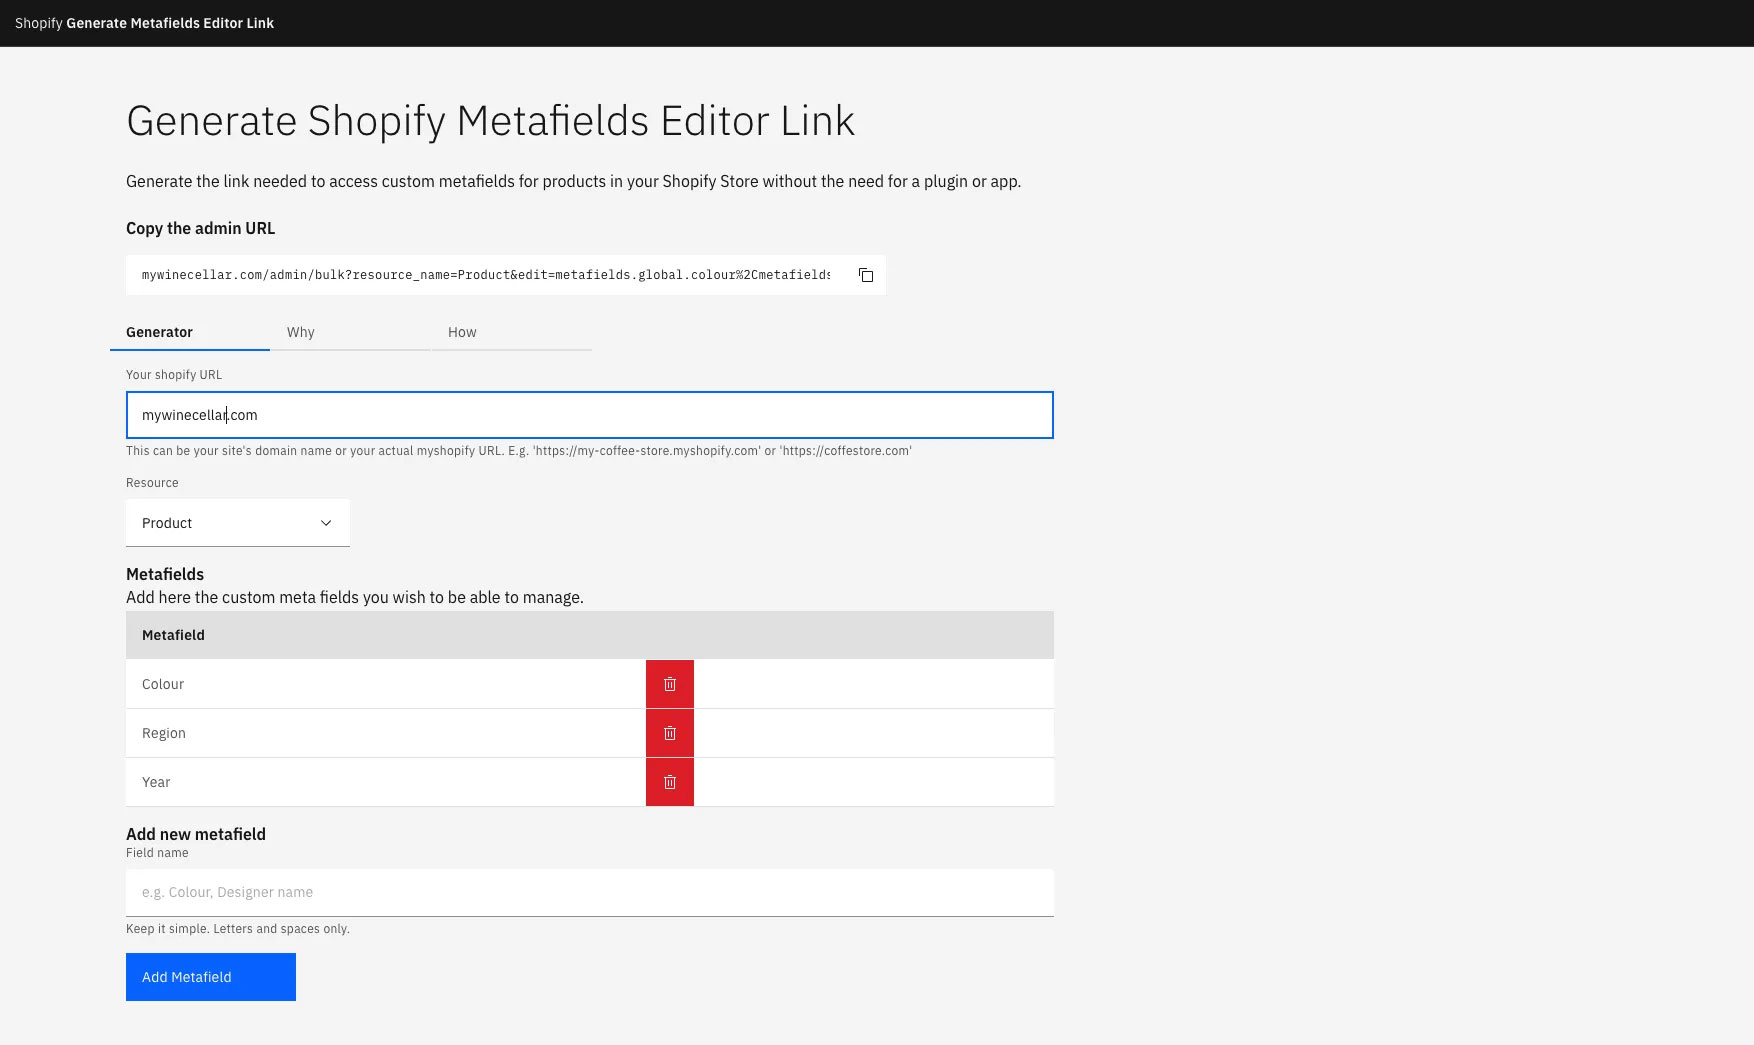 Shopify Generate Metafields Editor Link
Generate Shopify Metafields Editor Link
Generate the link needed to access custom metafields for products in your Shopify Store without the need for a plugin or app.
Copy the admin URL
mywinecellar.com/admin/bulk?resource_name=Product&edit=metafields.global.colour%2Cmetafields
Generator
Why
How
Your shopify URL
mywinecellar.com
This can be your site's domain name or your actual myshopify URL. E.g. 'https://my-coffee-store.myshopify.com' or 'https://coffestore.com'
Resource
Product
Metafields
Add here the custom meta fields you wish to be able to manage.
Metafield
Colour
Region
Year
Add new metafield
Field name
e.g. Colour, Designer name
Keep it simple. Letters and spaces only.
Add Metafield